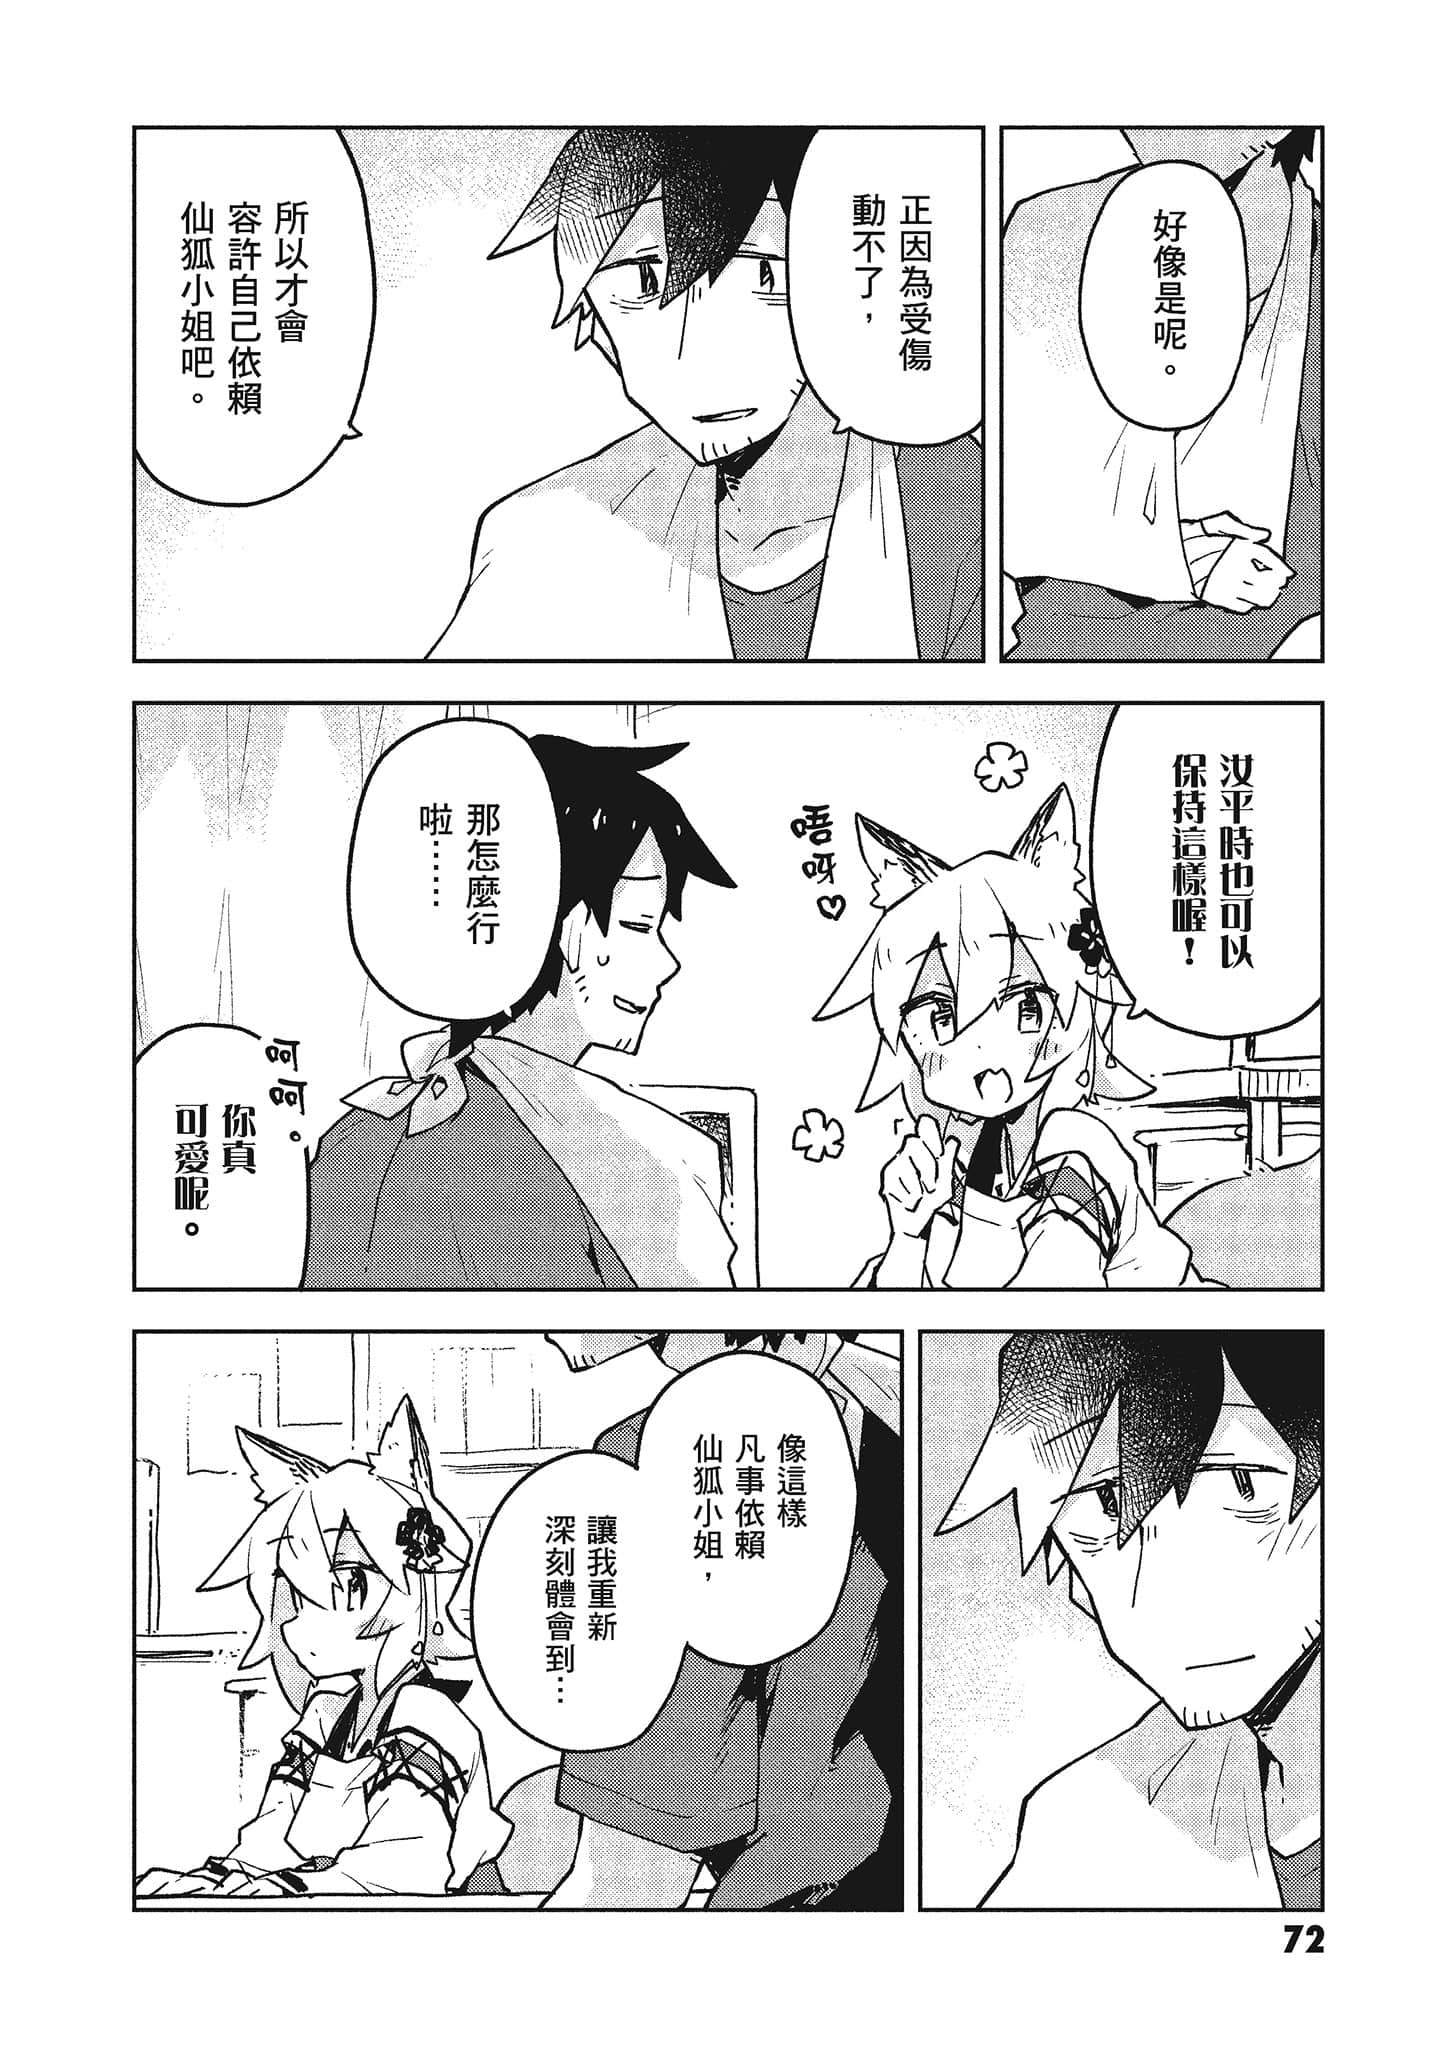 好像是呢。
正因為受傷
動不了，
所以才會
容許自己依賴
仙狐小姐吧。
汝平時也可以
保持這樣喔！
唔呀♡
那怎麼行
啦……
呵呵。
你真
可愛呢。
像這樣
凡事依賴
仙狐小姐，
讓我重新
深刻體會到…
72